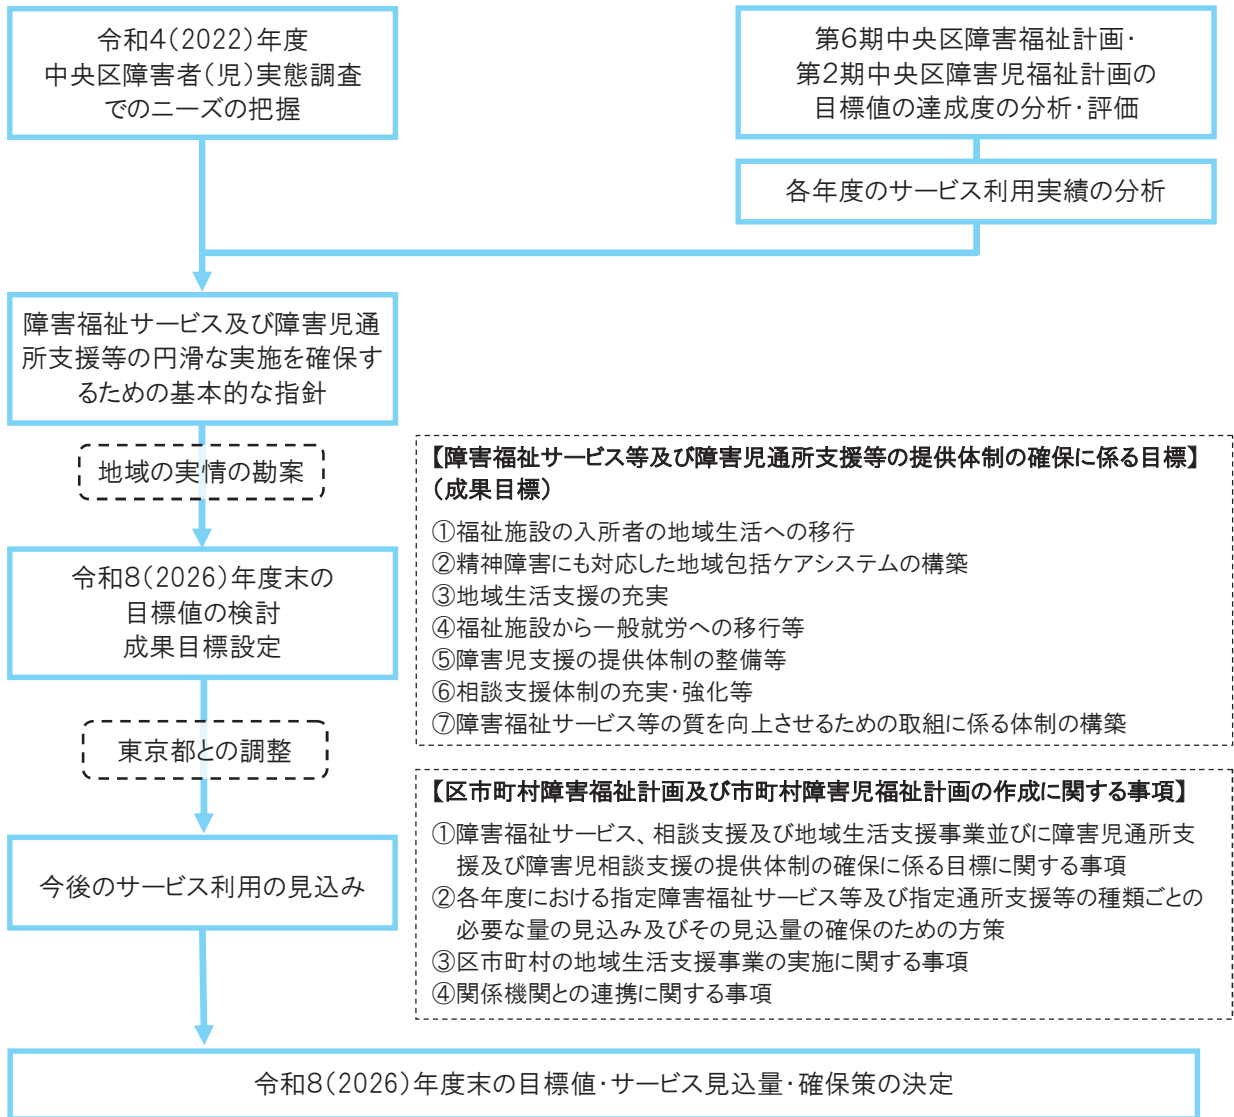 令和4(2022)年度
中央区障害者(児)実態調査
でのニーズの把握
第6期中央区障害福祉計画・
第2期中央区障害児福祉計画の
目標値の達成度の分析・評価
各年度のサービス利用実績の分析
障害福祉サービス及び障害児通
所支援等の円滑な実施を確保す
るための基本的な指針
地域の実情の勘案
令和8(2026)年度末の
目標値の検討
成果目標設定
東京都との調整
今後のサービス利用の見込み
【障害福祉サービス等及び障害児通所支援等の提供体制の確保に係る目標】
(成果目標)
①福祉施設の入所者の地域生活への移行
②精神障害にも対応した地域包括ケアシステムの構築
③地域生活支援の充実
④福祉施設から一般就労への移行等
⑤障害児支援の提供体制の整備等
⑥相談支援体制の充実・強化等
⑦障害福祉サービス等の質を向上させるための取組に係る体制の構築
【区市町村障害福祉計画及び市町村障害児福祉計画の作成に関する事項】
①障害福祉サービス、相談支援及び地域生活支援事業並びに障害児通所支
援及び障害児相談支援の提供体制の確保に係る目標に関する事項
②各年度における指定障害福祉サービス等及び指定通所支援等の種類ごとの
必要な量の見込み及びその見込量の確保のための方策
③区市町村の地域生活支援事業の実施に関する事項
④関係機関との連携に関する事項
令和8(2026)年度末の目標値・サービス見込量・確保策の決定